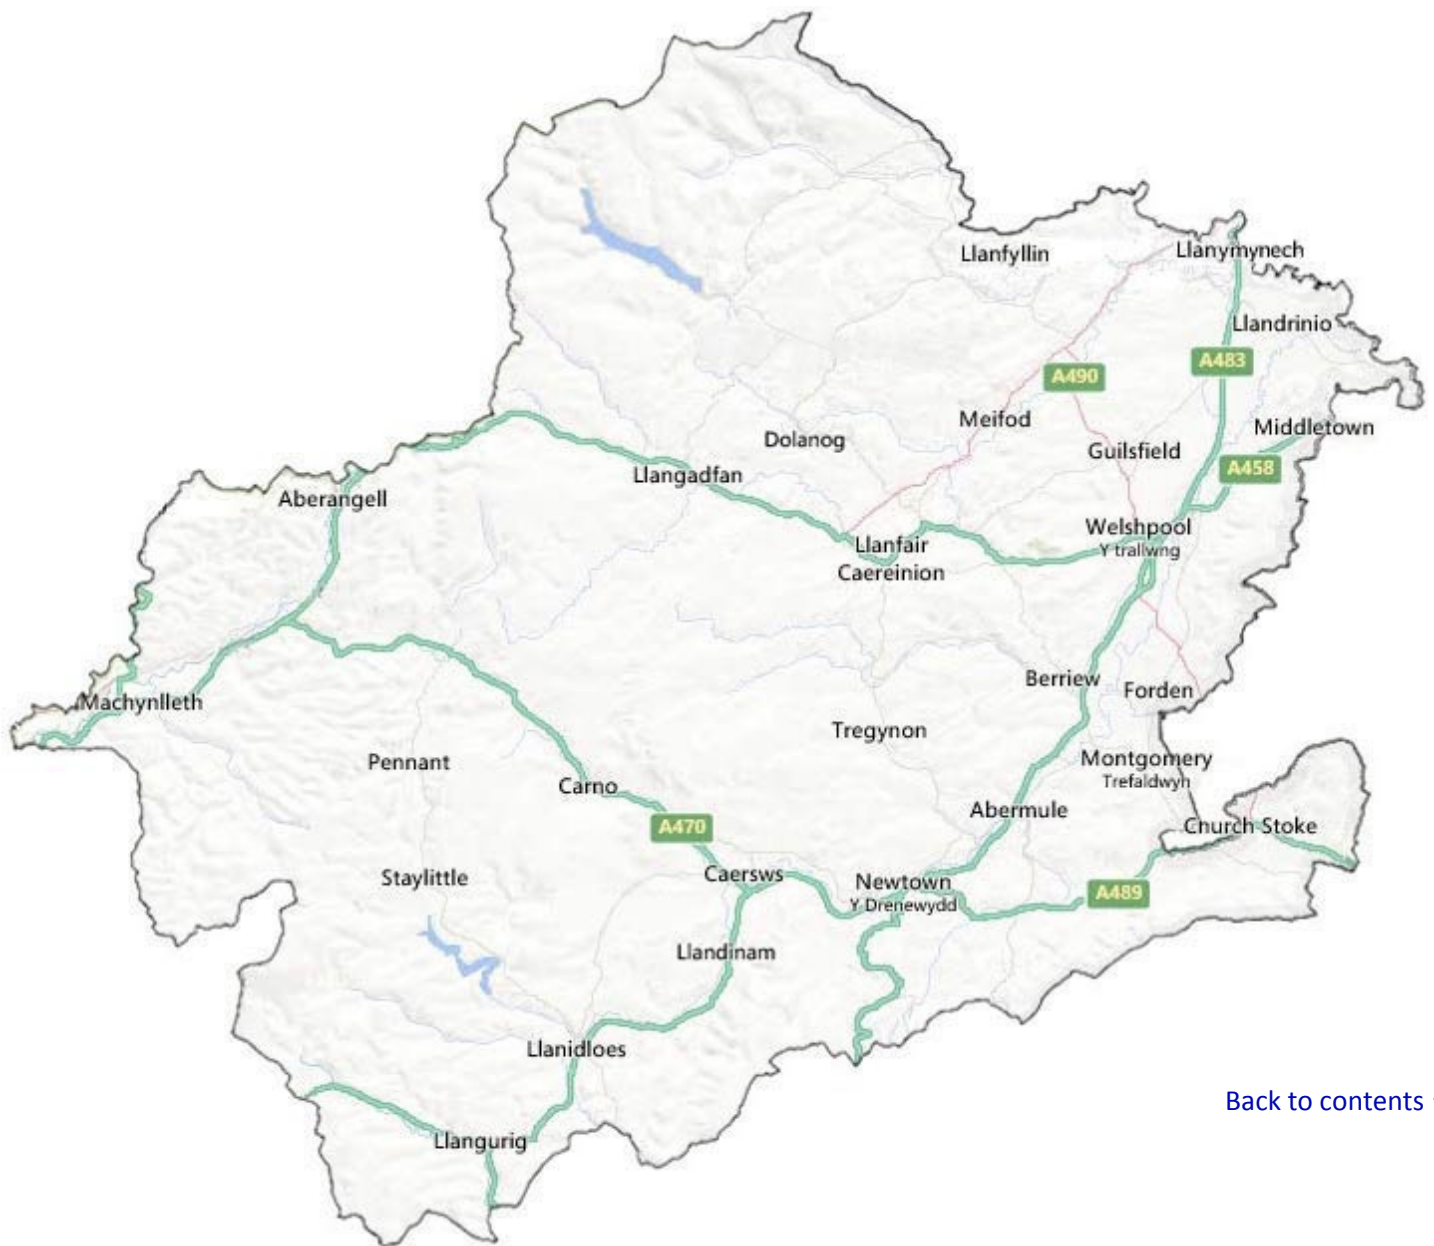 Llanfyllin
Llanymynech
Llandrinio
A483
A490
Meifod
Middletown
Dolanog
Guilsfield
A458
Llangadfan
Aberangell
Welshpool
Y trallwng
Llanfair
Caereinion
Berriew
Forden
Machynlleth
Tregynon
Montgomery
Trefaldwyh
Pennant
Carno
Abermule
A470
Church Stoke
Caersws
Staylittle
Newtown
Y Drenewydd
A489
Llandinam
Llanidloes
Back to contents
Llangurig